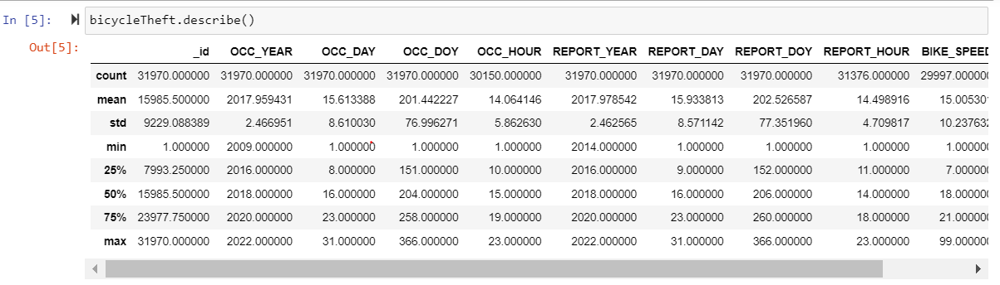 In [5]: bicycleTheft.describe()
Out[5]:
_id OCC_YEAR OCC_DAY OCC_DOY OCC_HOUR REPORT_YEAR REPORT_DAY REPORT_DOY REPORT_HOUR BIKE_SPEED
count 31970.000000 31970.000000 31970.000000 31970.000000 30150.000000 31970.000000 31970.000000 31970.000000 31376.000000 29997.00000
mean 15985.500000 2017.959431 15.613388 201.442227 14.064146 2017.978542 15.933813 202.526587 14.498916 15.00530
std 9229.088389 2.466951 8.610030 76.996271 5.862630 2.462565 8.571142 77.351960 4.709817 10.23763
min 1.000000 2009.000000 1.000000 1.000000 1.000000 2014.000000 1.000000 1.000000 1.000000 1.00000
25% 7993.250000 2016.000000 8.000000 151.000000 10.000000 2016.000000 9.000000 152.000000 11.000000 7.00000
50% 15985.500000 2018.000000 16.000000 204.000000 15.000000 2018.000000 16.000000 206.000000 14.000000 18.00000
75% 23977.750000 2020.000000 23.000000 258.000000 19.000000 2020.000000 23.000000 260.000000 18.000000 21.00000
max 31970.000000 2022.000000 31.000000 366.000000 23.000000 2022.000000 31.000000 366.000000 23.000000 99.00000